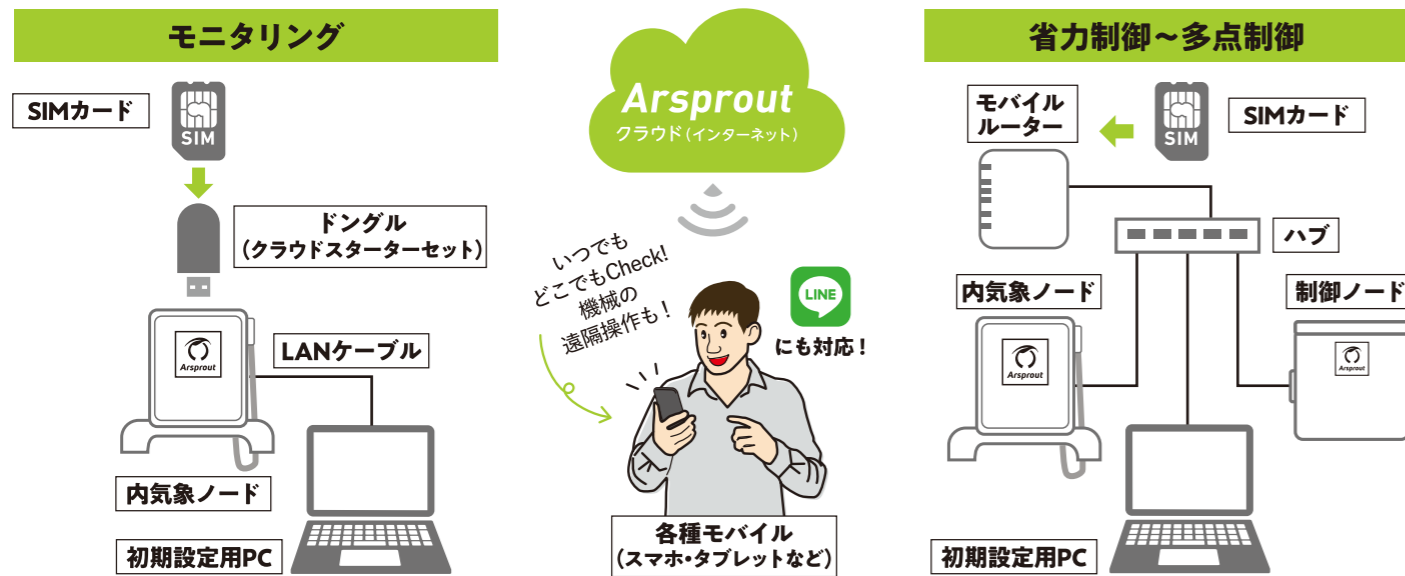 モニタリング
SIMカード
SIM
ドングル
(クラウドスターターセット)
Arsprout
LANケーブル
内気象ノード
初期設定用PC
Arsprout
クラウド(インターネット)
いつでも
どこでもCheck!
機械の
遠隔操作も!
LINE
にも対応!
各種モバイル
(スマホ・タブレットなど)
省力制御~多点制御
モバイル
ルーター
SIM
SIMカード
ハブ
内気象ノード
制御ノード
Arsprout
Arsprout
初期設定用PC